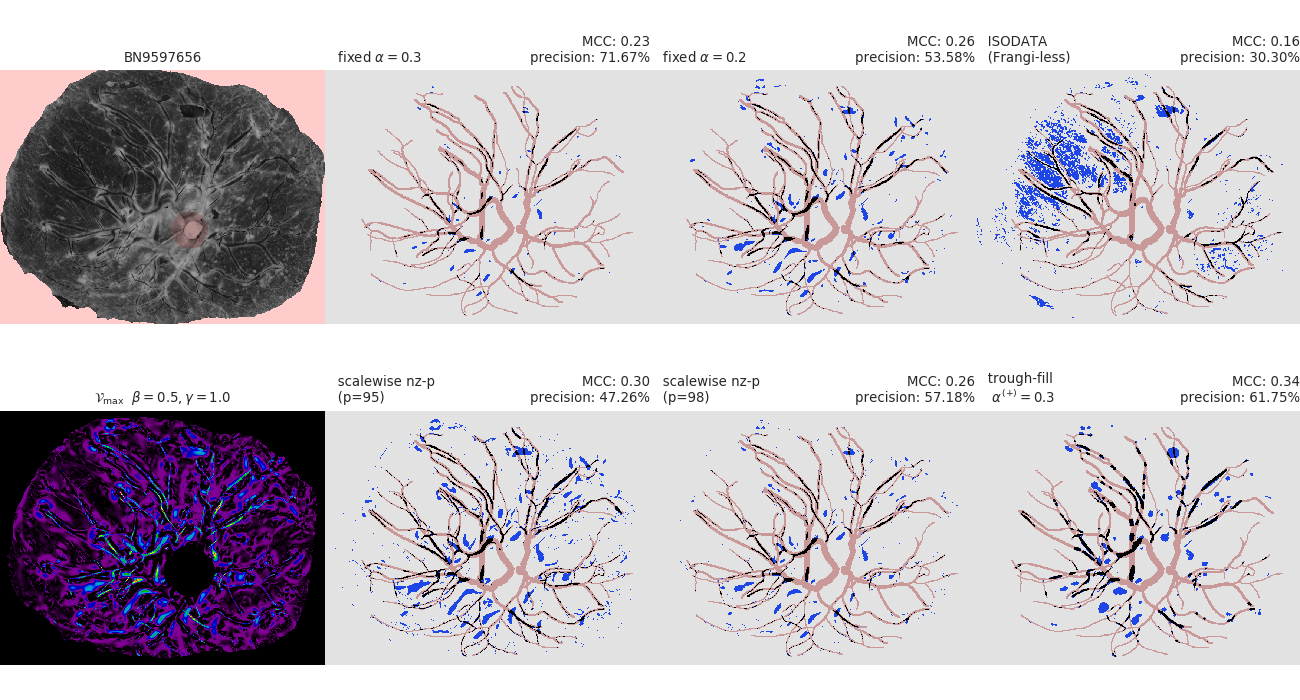 BN9597656
fixed α = 0.3
MCC: 0.23
precision: 71.67%
fixed α = 0.2
MCC: 0.26
precision: 53.58%
ISODATA
(Frangi-less)
MCC: 0.16
precision: 30.30%
𝒱max β = 0.5, γ = 1.0
scalewise nz-p
(p=95)
MCC: 0.30
precision: 47.26%
scalewise nz-p
(p=98)
MCC: 0.26
precision: 57.18%
trough-fill
α(+) = 0.3
MCC: 0.34
precision: 61.75%